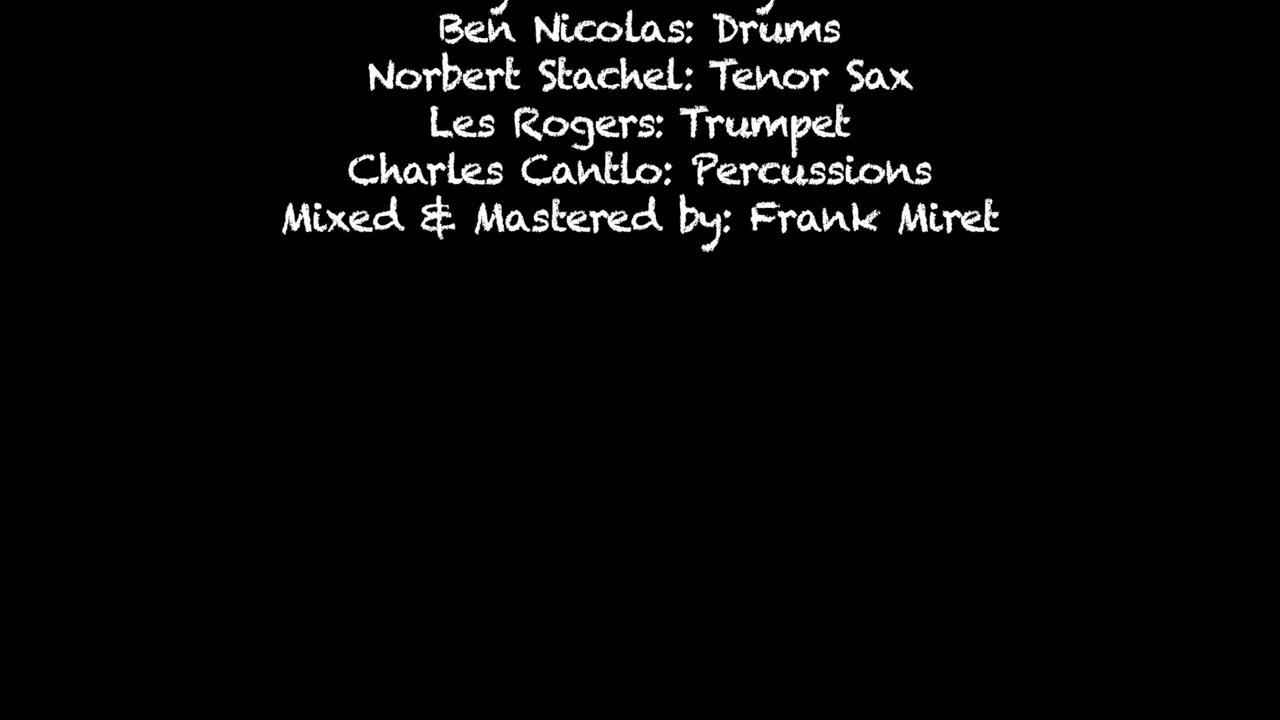 Ben Nicolas: Drums
Norbert Stachel: Tenor Sax
Les Rogers: Trumpet
Charles Cantlo: Percussions
Mixed & Mastered by: Frank Miret